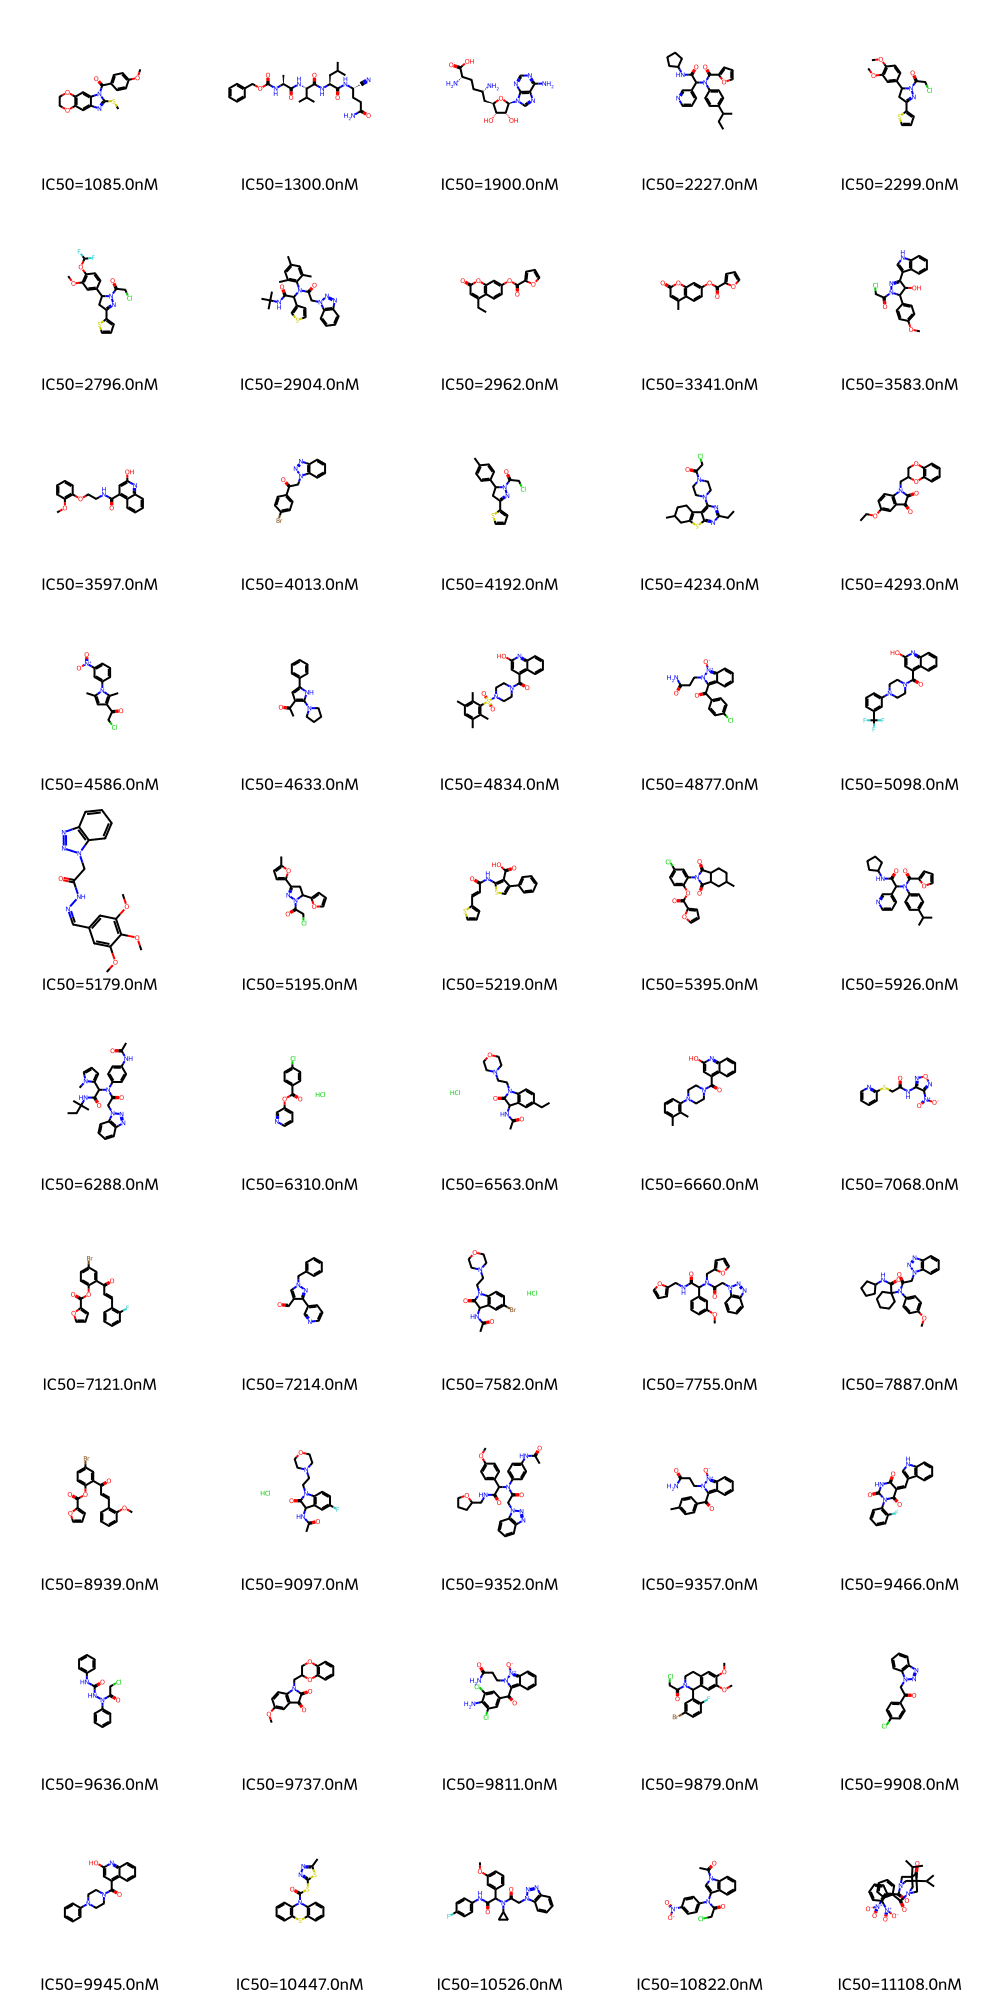 IC50=1085.0nM IC50=1300.0nM IC50=1900.0nM IC50=2227.0nM IC50=2299.0nM
IC50=2796.0nM IC50=2904.0nM IC50=2962.0nM IC50=3341.0nM IC50=3583.0nM
IC50=3597.0nM IC50=4013.0nM IC50=4192.0nM IC50=4234.0nM IC50=4293.0nM
IC50=4586.0nM IC50=4633.0nM IC50=4834.0nM IC50=4877.0nM IC50=5098.0nM
IC50=5179.0nM IC50=5195.0nM IC50=5219.0nM IC50=5395.0nM IC50=5926.0nM
IC50=6288.0nM IC50=6310.0nM IC50=6563.0nM IC50=6660.0nM IC50=7068.0nM
IC50=7121.0nM IC50=7214.0nM IC50=7582.0nM IC50=7755.0nM IC50=7887.0nM
IC50=8939.0nM IC50=9097.0nM IC50=9352.0nM IC50=9357.0nM IC50=9466.0nM
IC50=9636.0nM IC50=9737.0nM IC50=9811.0nM IC50=9879.0nM IC50=9908.0nM
IC50=9945.0nM IC50=10447.0nM IC50=10526.0nM IC50=10822.0nM IC50=11108.0nM